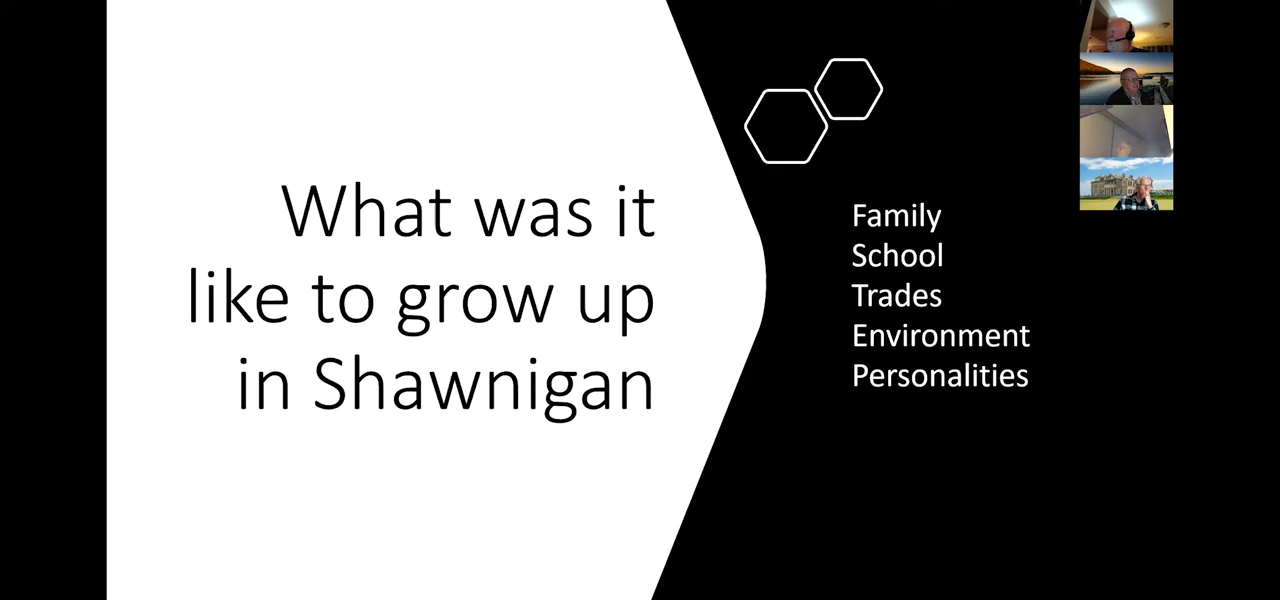 What was it
like to grow up
in Shawnigan
Family
School
Trades
Environment
Personalities